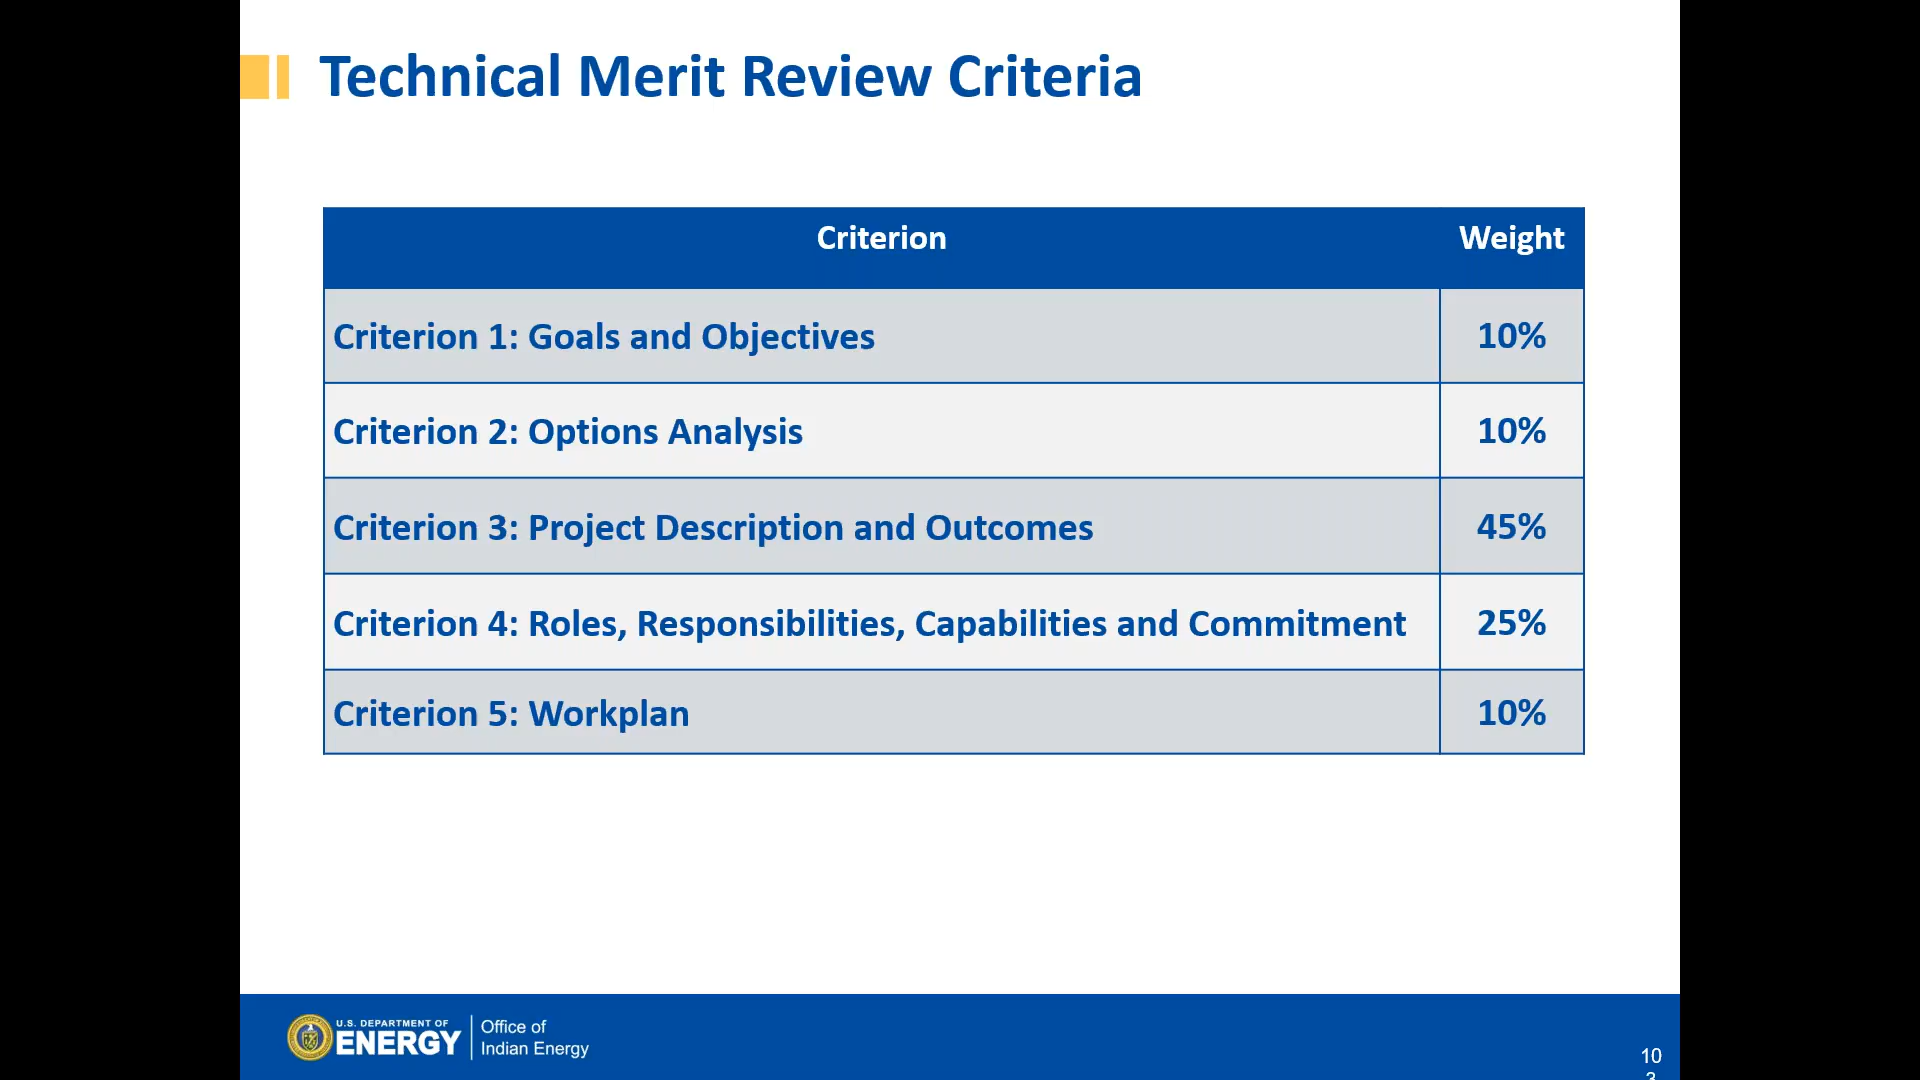 Technical Merit Review Criteria
Criterion Weight
Criterion 1: Goals and Objectives 10%
Criterion 2: Options Analysis 10%
Criterion 3: Project Description and Outcomes 45%
Criterion 4: Roles, Responsibilities, Capabilities and Commitment 25%
Criterion 5: Workplan 10%
U.S. DEPARTMENT OF
ENERGY
Office of
Indian Energy
10